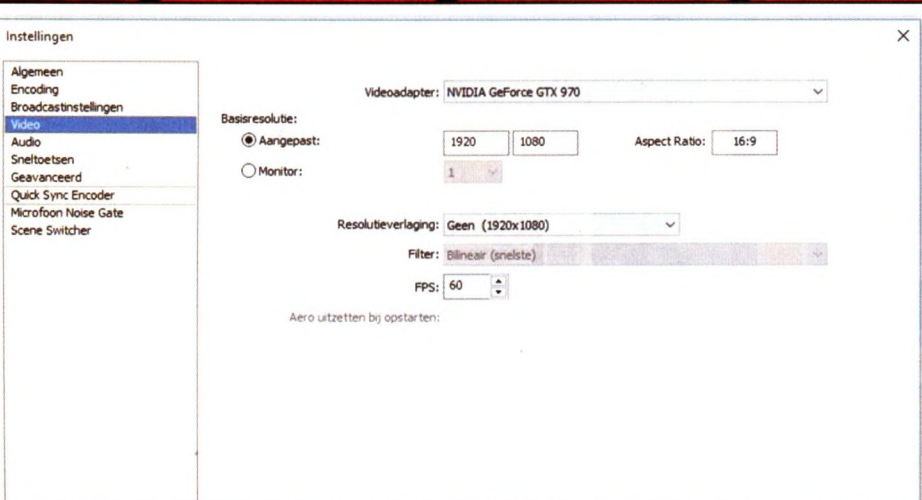 Instellingen
Algemeen
Encoding
Broadcastinstellingen
Video
Audio
Sneltoetsen
Geavanceerd
Quick Sync Encoder
Microfoon Noise Gate
Scene Switcher
Videoadapter: NVIDIA GeForce GTX 970
Basisresolutie:
Aangepast: 1920 1080 Aspect Ratio: 16:9
Monitor: 1
Resolutieverlaging: Geen (1920x1080)
Filter: Bilineair (snelste)
FPS: 60
Aero uitzetten bij opstarten: